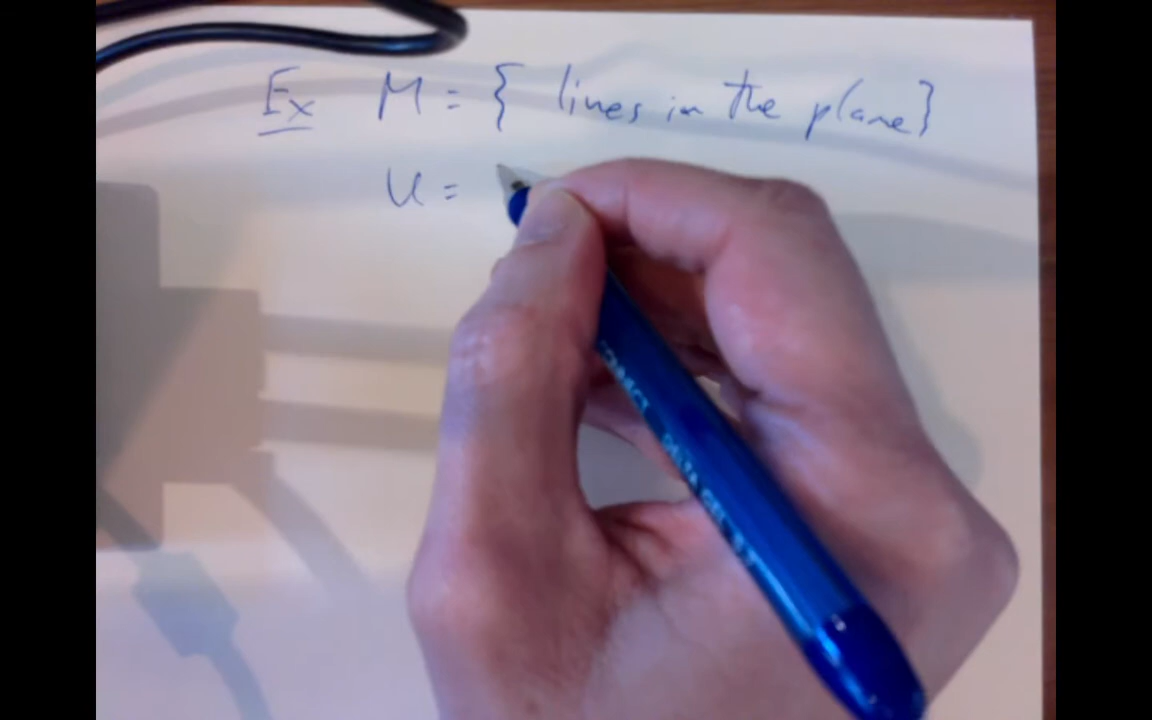 Ex M = { lines in the plane}
U =